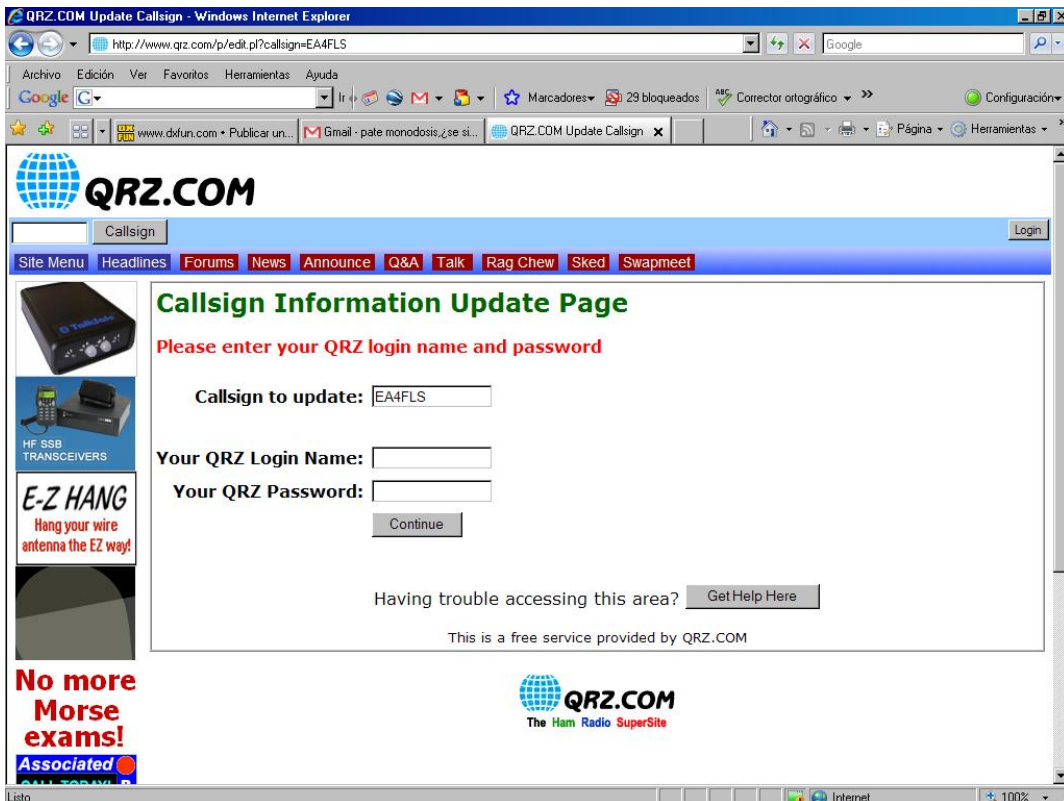 QRZ.COM Update Callsign - Windows Internet Explorer
http://www.qrz.com/p/edit.pl?callsign=EA4FLS
Google
Archivo Edición Ver Favoritos Herramientas Ayuda
Google G Ir Marcadores 29 bloqueados ABC Corrector ortográfico » Configuración
www.dxfun.com • Publicar un... Gmail - pate monodosis,¿se si... QRZ.COM Update Callsign Página Herramientas
QRZ.COM
Callsign Login
Site Menu Headlines Forums News Announce Q&A Talk Rag Chew Sked Swapmeet
Callsign Information Update Page
Please enter your QRZ login name and password
Callsign to update: EA4FLS
Your QRZ Login Name:
Your QRZ Password:
Continue
Having trouble accessing this area? Get Help Here
This is a free service provided by QRZ.COM
HF SSB
TRANSCEIVERS
E-Z HANG
Hang your wire
antenna the EZ way!
No more
Morse
exams!
Associated
QRZ.COM
The Ham Radio SuperSite
Listo Internet 100%